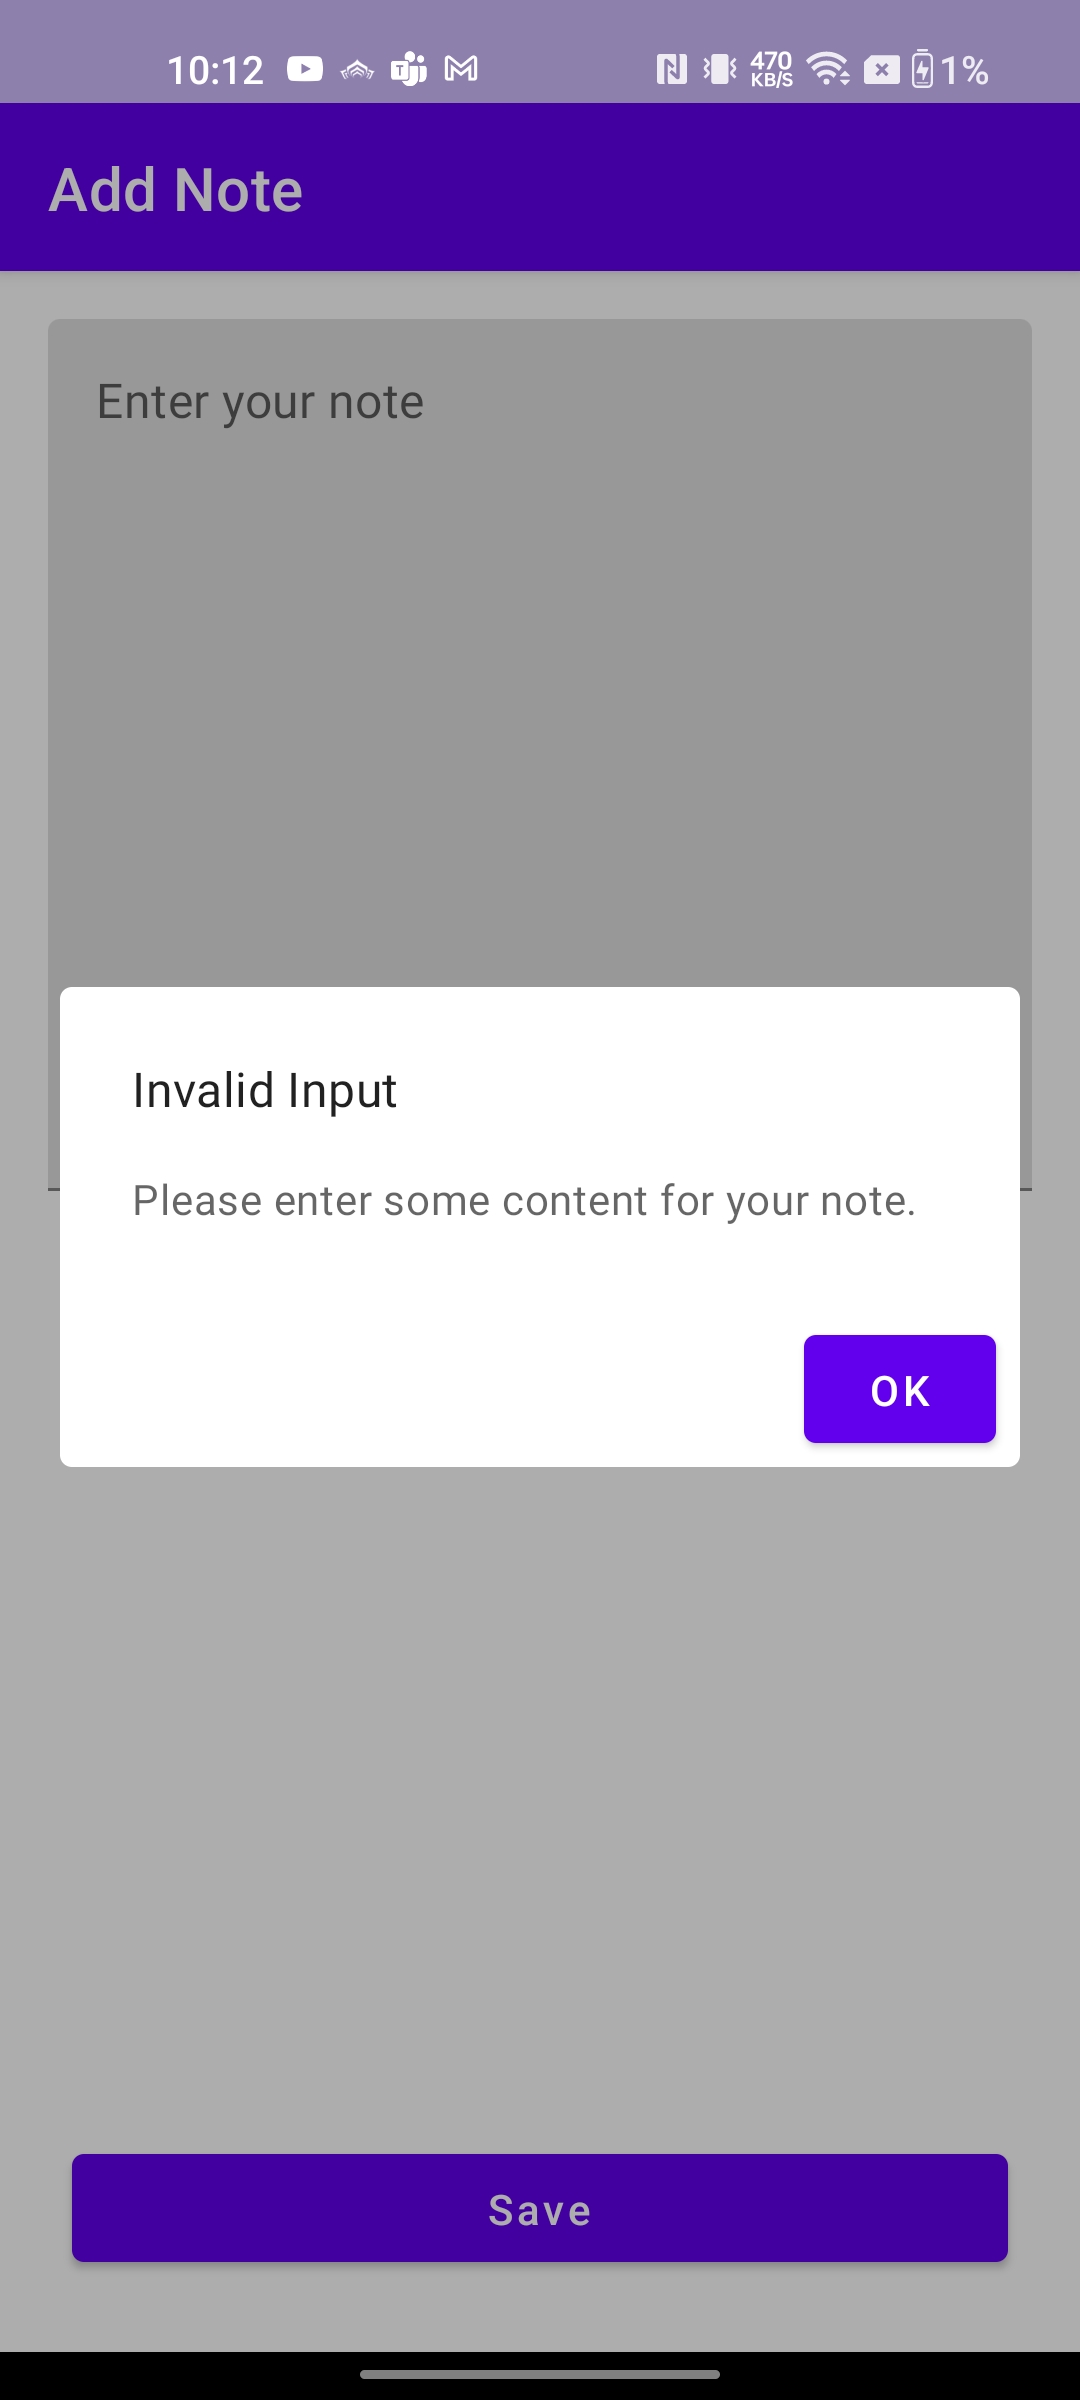 10:12 470 KB/S 1%
Add Note
Enter your note
Invalid Input
Please enter some content for your note.
OK
Save